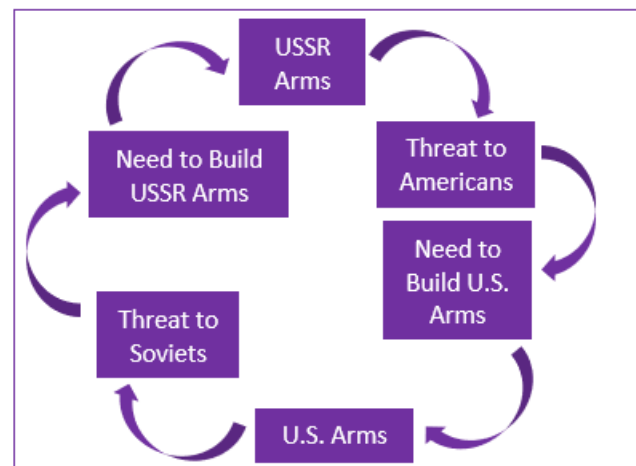 USSR
Arms
Threat to
Americans
Need to
Build U.S.
Arms
U.S. Arms
Threat to
Soviets
Need to Build
USSR Arms